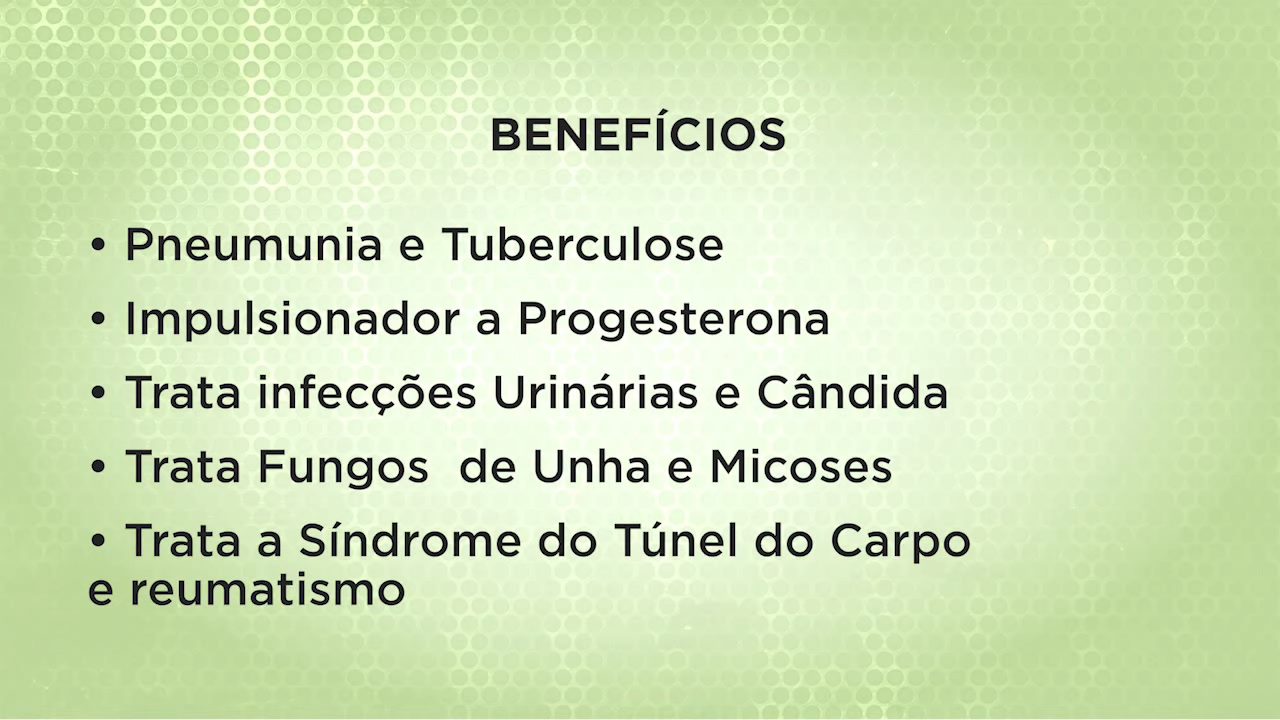 BENEFÍCIOS
• Pneumunia e Tuberculose
• Impulsionador a Progesterona
• Trata infecções Urinárias e Cândida
• Trata Fungos  de Unha e Micoses
• Trata a Síndrome do Túnel do Carpo
e reumatismo